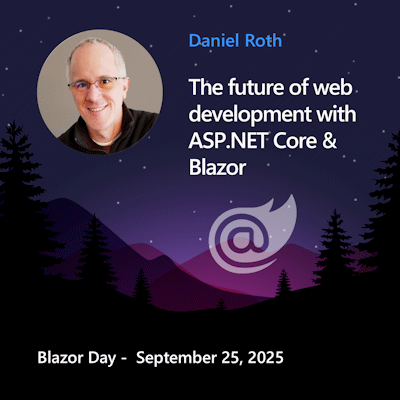 Daniel Roth
The future of web
development with
ASP.NET Core &
Blazor
@
Blazor Day - September 25, 2025